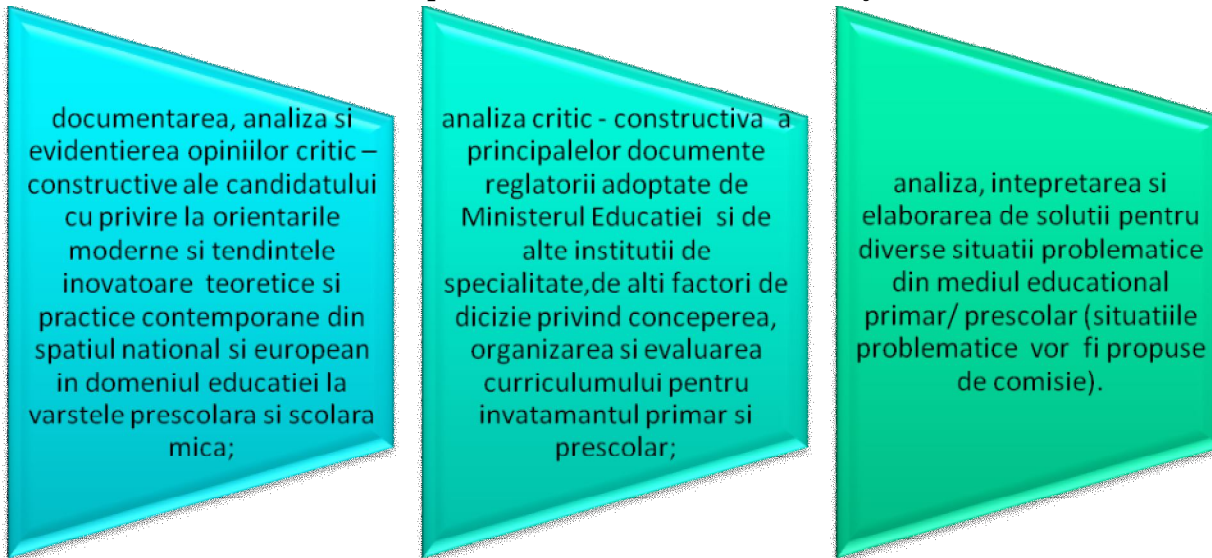 documentarea, analiza si
evidentierea opiniilor critic –
constructive ale candidatului
cu privire la orientarile
moderne si tendintele
inovatoare teoretice si
practice contemporane din
spatiul national si european
in domeniul educatiei la
varstele prescolara si scolara
mica;
analiza critic - constructiva a
principalelor documente
reglatorii adoptate de
Ministerul Educatiei si de
alte institutii de
specialitate,de alti factori de
dicizie privind conceperea,
organizarea si evaluarea
curriculumului pentru
invatamantul primar si
prescolar;
analiza, intepretarea si
elaborarea de solutii pentru
diverse situatii problematice
din mediul educational
primar/ prescolar (situatiile
problematice vor fi propuse
de comisie).